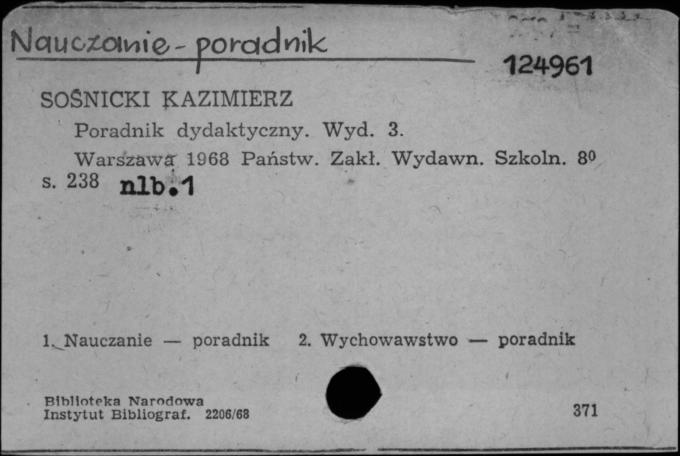 Nauczanie - poradnik
124961
SOŚNICKI KAZIMIERZ
Poradnik dydaktyczny. Wyd. 3.
Warszawa 1968 Państw. Zakł. Wydawn. Szkoln. 8⁰
s. 238 nlb.1
1. Nauczanie — poradnik 2. Wychowawstwo — poradnik
Biblioteka Narodowa
Instytut Bibliograf. 2206/68
371